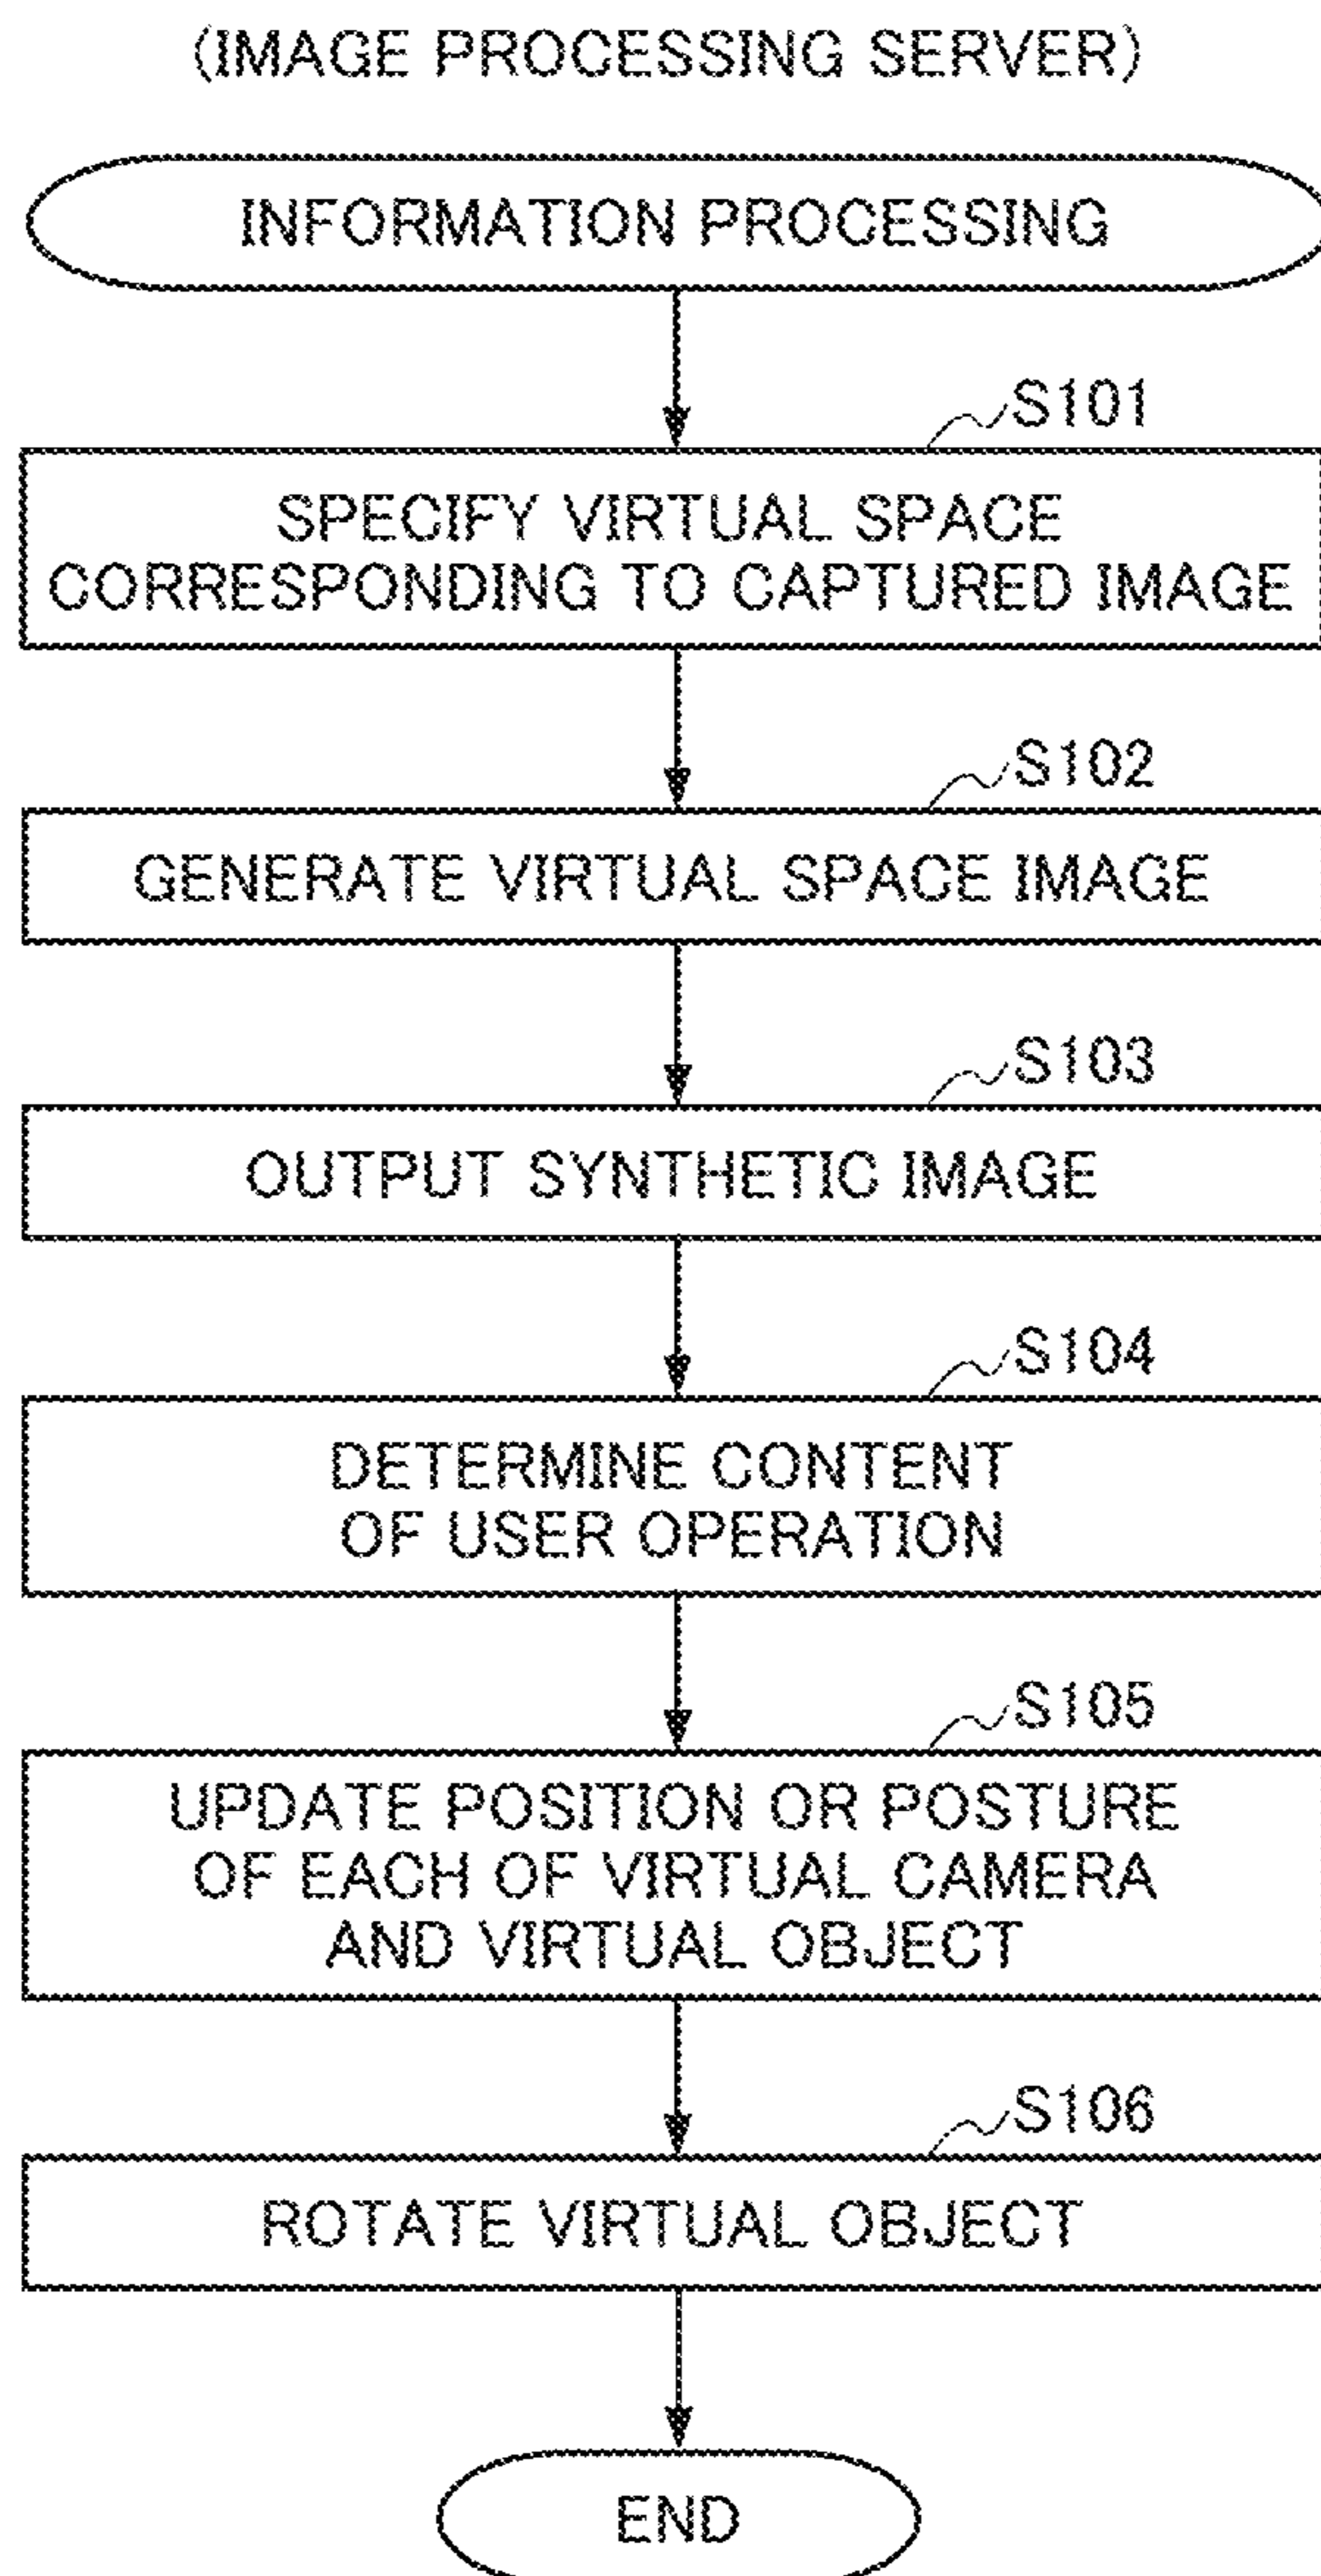 (IMAGE PROCESSING SERVER)
INFORMATION PROCESSING
S101
SPECIFY VIRTUAL SPACE
CORRESPONDING TO CAPTURED IMAGE
S102
GENERATE VIRTUAL SPACE IMAGE
S103
OUTPUT SYNTHETIC IMAGE
S104
DETERMINE CONTENT
OF USER OPERATION
S105
UPDATE POSITION OR POSTURE
OF EACH OF VIRTUAL CAMERA
AND VIRTUAL OBJECT
S106
ROTATE VIRTUAL OBJECT
END